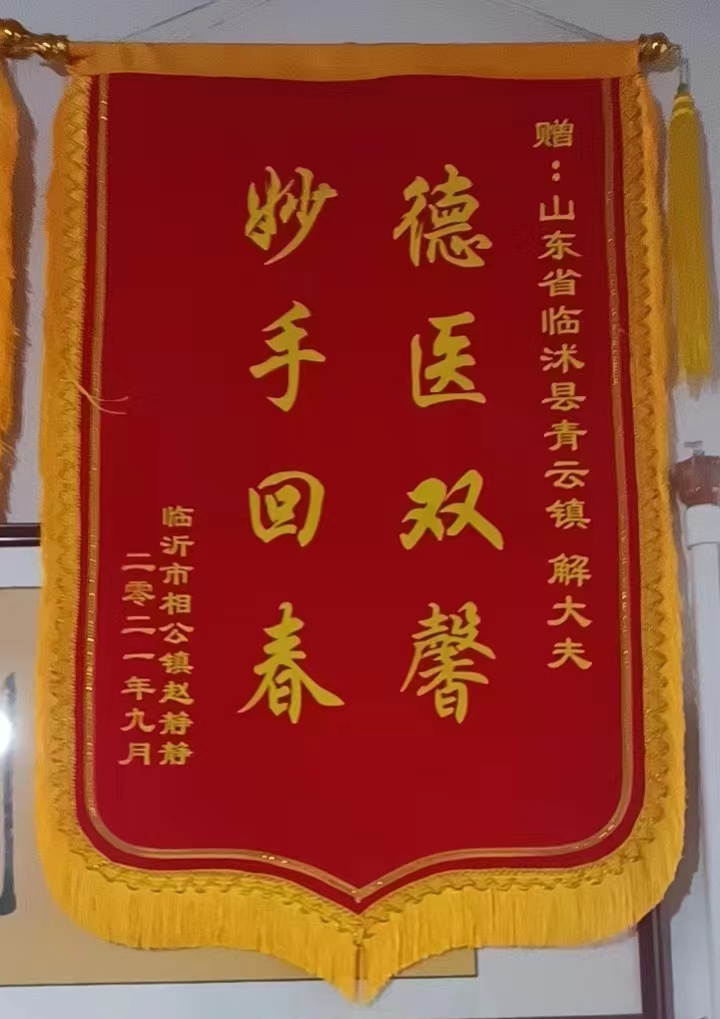 赠：山东省临沭县青云镇 解大夫
德医双馨
妙手回春
临沂市相公镇赵静静
二零二一年九月